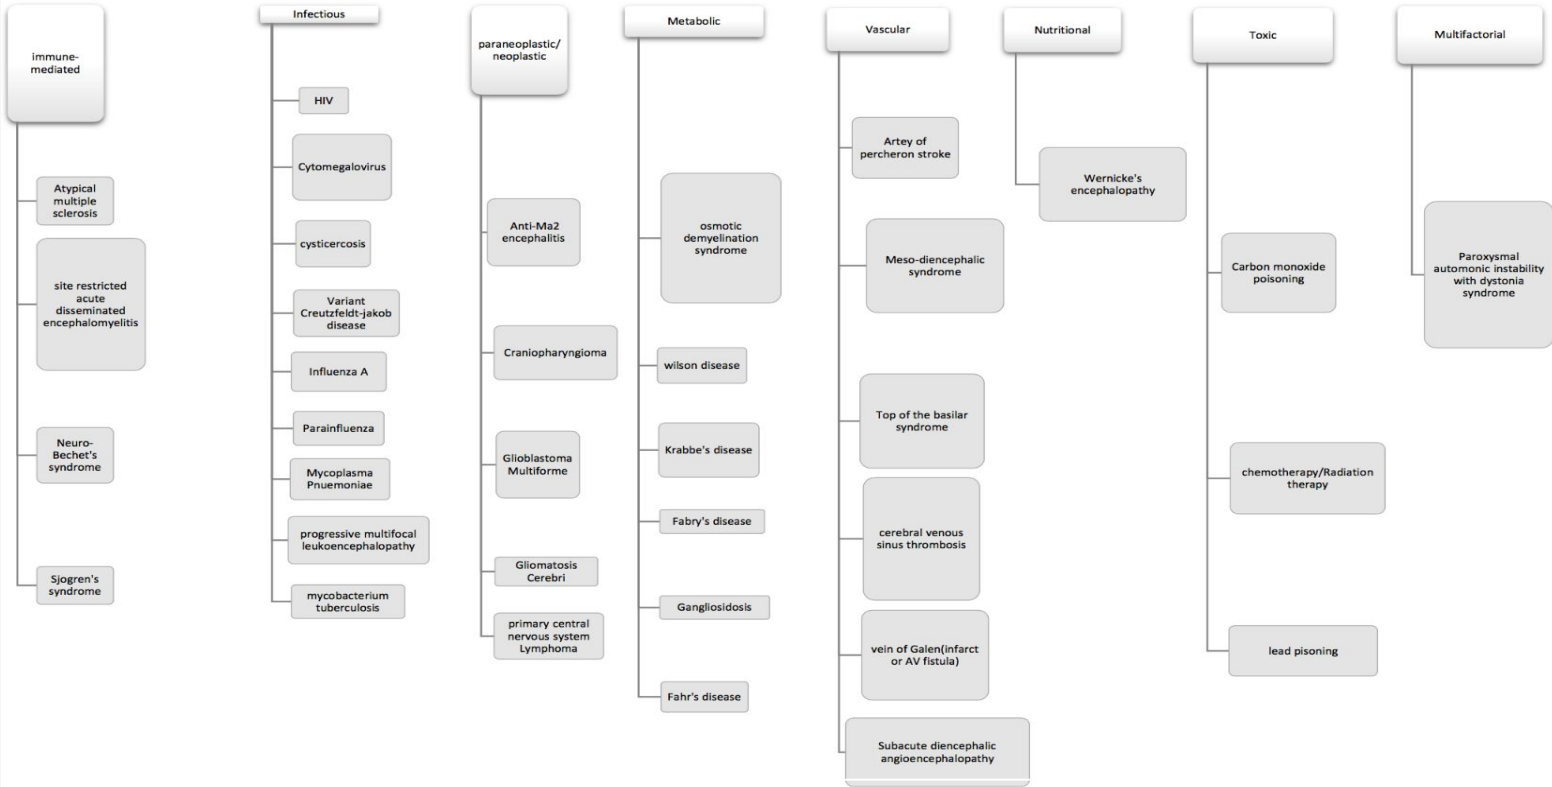 immune-
mediated
Atypical
multiple
sclerosis
site restricted
acute
disseminated
encephalomyelitis
Neuro-
Bechet's
syndrome
Sjogren's
syndrome
Infectious
HIV
Cytomegalovirus
cysticercosis
Variant
Creutzfeldt-jakob
disease
Influenza A
Parainfluenza
Mycoplasma
Pnuemoniae
progressive multifocal
leukoencephalopathy
mycobacterium
tuberculosis
paraneoplastic/
neoplastic
Anti-Ma2
encephalitis
Craniopharyngioma
Glioblastoma
Multiforme
Gliomatosis
Cerebri
primary central
nervous system
Lymphoma
Metabolic
osmotic
demyelination
syndrome
wilson disease
Krabbe's disease
Fabry's disease
Gangliosidosis
Fahr's disease
Vascular
Artey of
percheron stroke
Meso-diencephalic
syndrome
Top of the basilar
syndrome
cerebral venous
sinus thrombosis
vein of Galen(infarct
or AV fistula)
Subacute diencephalic
angioencephalopathy
Nutritional
Wernicke's
encephalopathy
Toxic
Carbon monoxide
poisoning
chemotherapy/Radiation
therapy
lead pisoning
Multifactorial
Paroxysmal
automonic instability
with dystonia
syndrome